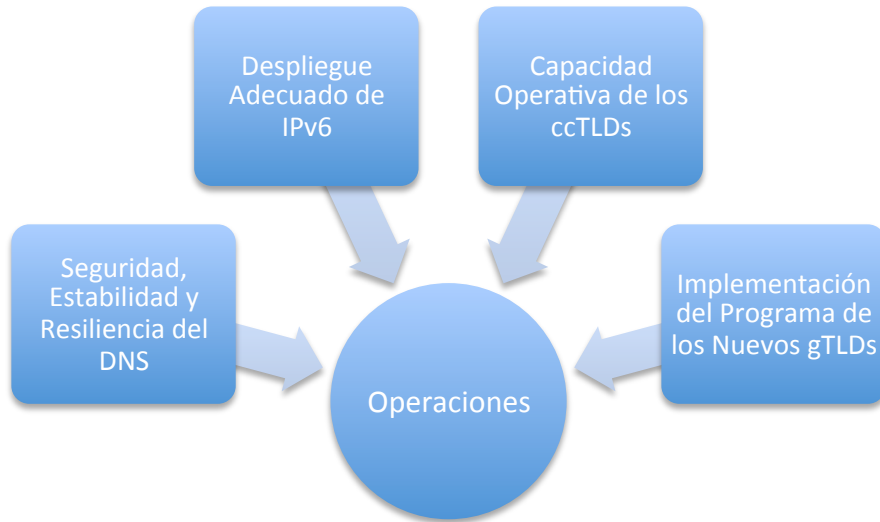 Despliegue
Adecuado de
IPv6
Capacidad
Operativa de los
ccTLDs
Seguridad,
Estabilidad y
Resiliencia del
DNS
Implementación
del Programa de
los Nuevos gTLDs
Operaciones